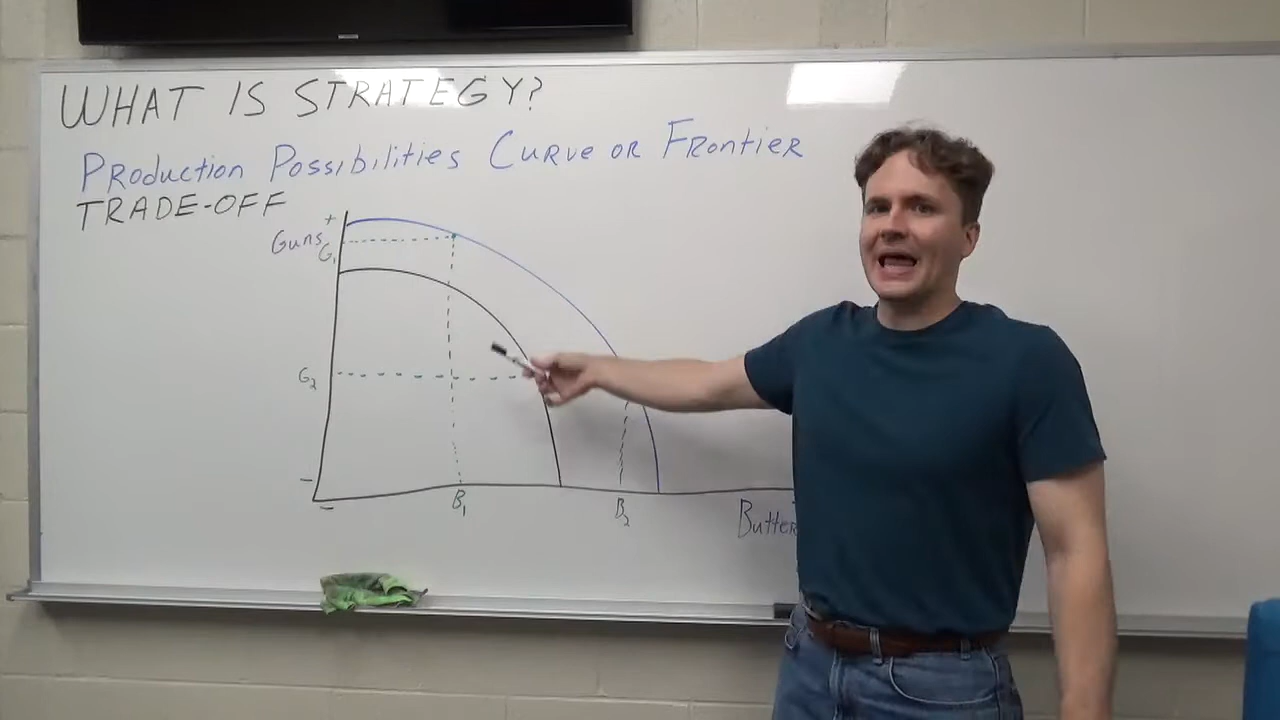 WHAT IS STRATEGY?
PRODUCTION POSSIBILITIES CURVE OR FRONTIER
TRADE-OFF
+
Guns
G1
G2
-
-
B1
B2
Butter